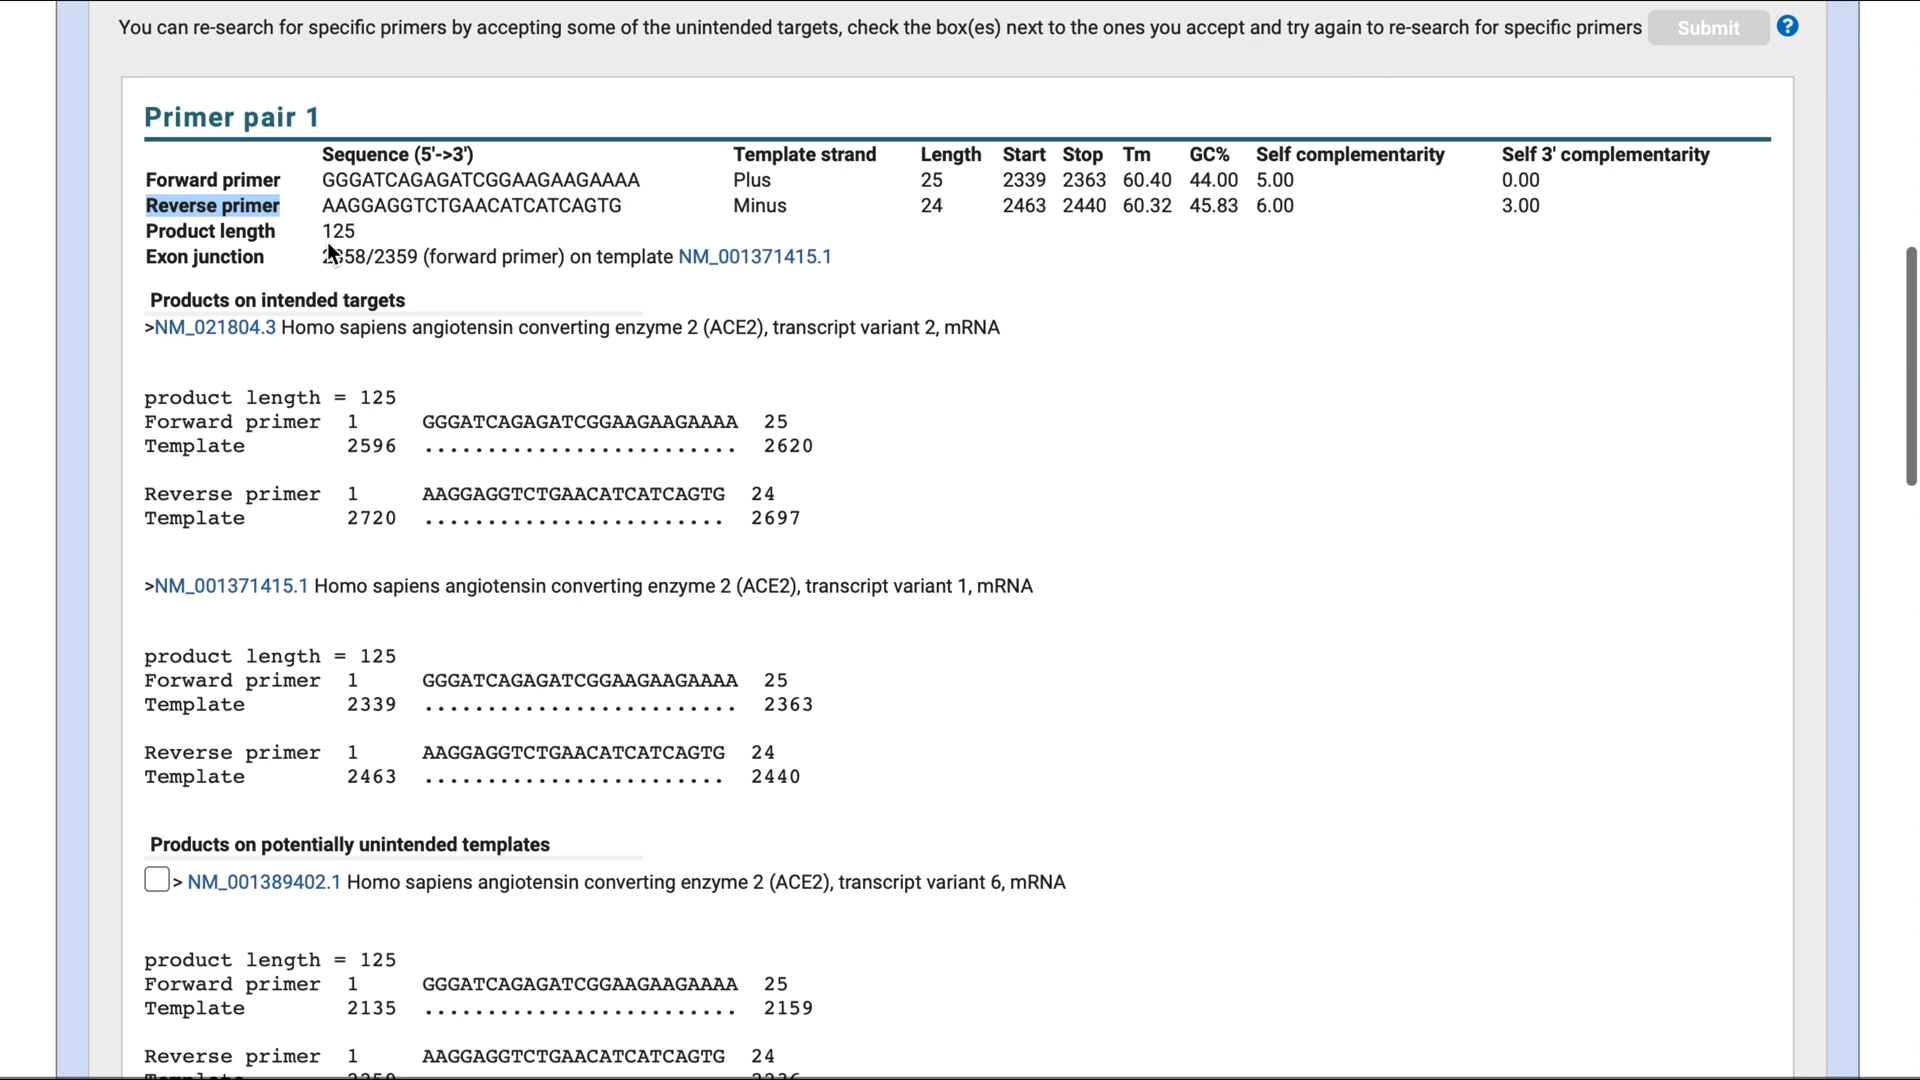 You can re-search for specific primers by accepting some of the unintended targets, check the box(es) next to the ones you accept and try again to re-search for specific primers Submit ?
Primer pair 1
Sequence (5'->3') Template strand Length Start Stop Tm GC% Self complementarity Self 3' complementarity
Forward primer GGGATCAGAGATCGGAAGAAGAAAA Plus 25 2339 2363 60.40 44.00 5.00 0.00
Reverse primer AAGGAGGTCTGAACATCATCAGTG Minus 24 2463 2440 60.32 45.83 6.00 3.00
Product length 125
Exon junction 2358/2359 (forward primer) on template NM_001371415.1
Products on intended targets
>NM_021804.3 Homo sapiens angiotensin converting enzyme 2 (ACE2), transcript variant 2, mRNA
product length = 125
Forward primer 1 GGGATCAGAGATCGGAAGAAGAAAA 25
Template 2596 ......................... 2620
Reverse primer 1 AAGGAGGTCTGAACATCATCAGTG 24
Template 2720 ........................ 2697
>NM_001371415.1 Homo sapiens angiotensin converting enzyme 2 (ACE2), transcript variant 1, mRNA
product length = 125
Forward primer 1 GGGATCAGAGATCGGAAGAAGAAAA 25
Template 2339 ......................... 2363
Reverse primer 1 AAGGAGGTCTGAACATCATCAGTG 24
Template 2463 ........................ 2440
Products on potentially unintended templates
> NM_001389402.1 Homo sapiens angiotensin converting enzyme 2 (ACE2), transcript variant 6, mRNA
product length = 125
Forward primer 1 GGGATCAGAGATCGGAAGAAGAAAA 25
Template 2135 ......................... 2159
Reverse primer 1 AAGGAGGTCTGAACATCATCAGTG 24